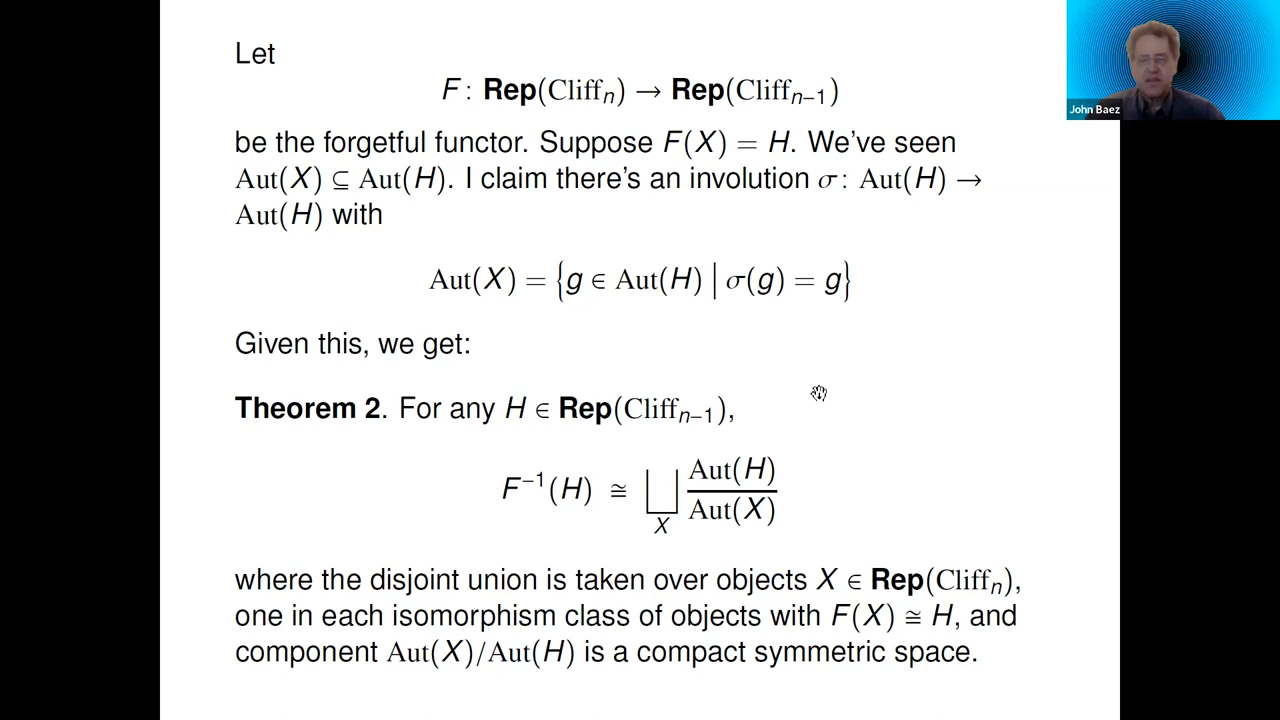 Let
F : Rep(Cliffₙ) → Rep(Cliffₙ₋₁)
be the forgetful functor. Suppose F(X) = H. We've seen
Aut(X) ⊆ Aut(H). I claim there's an involution σ : Aut(H) →
Aut(H) with
Aut(X) = {g ∈ Aut(H) | σ(g) = g}
Given this, we get:
Theorem 2. For any H ∈ Rep(Cliffₙ₋₁),
F⁻¹(H) ≅ ⨆_X Aut(H)/Aut(X)
where the disjoint union is taken over objects X ∈ Rep(Cliffₙ),
one in each isomorphism class of objects with F(X) ≅ H, and
component Aut(X)/Aut(H) is a compact symmetric space.
John Baez